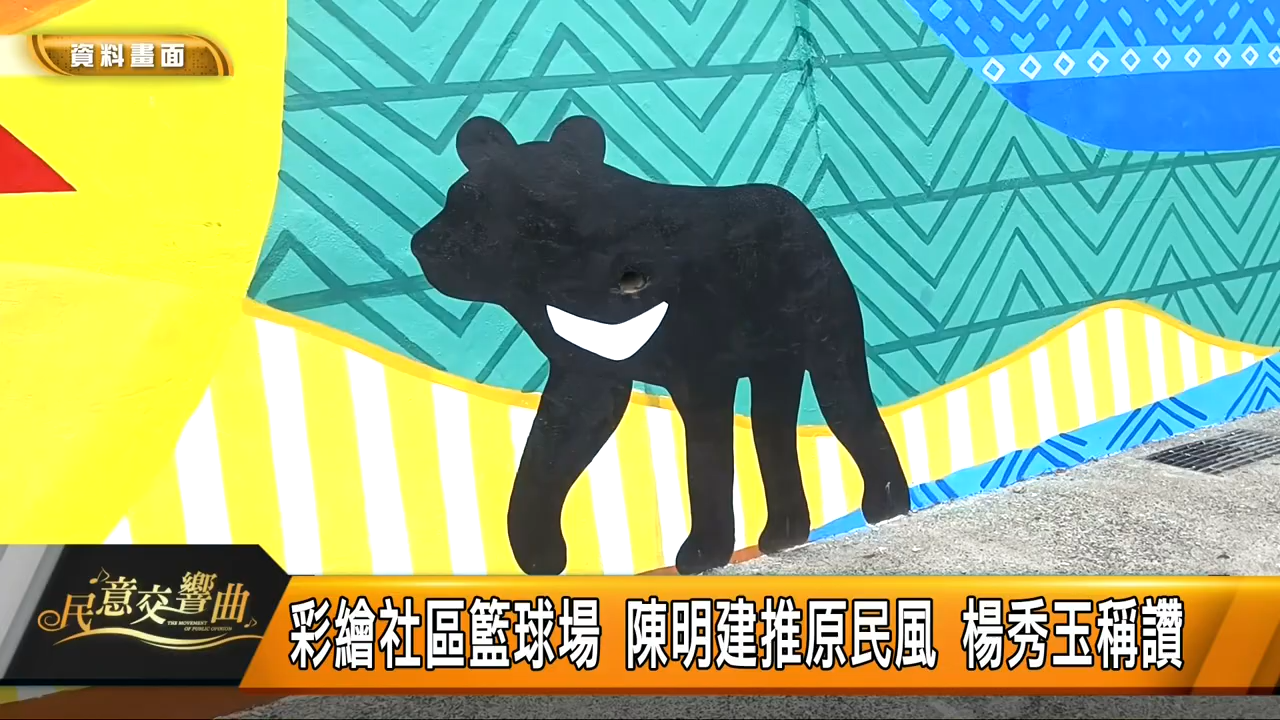 資料畫面
民意交響曲
THE MOVEMENT
OF PUBLIC OPINION
彩繪社區籃球場 陳明建推原民風 楊秀玉稱讚